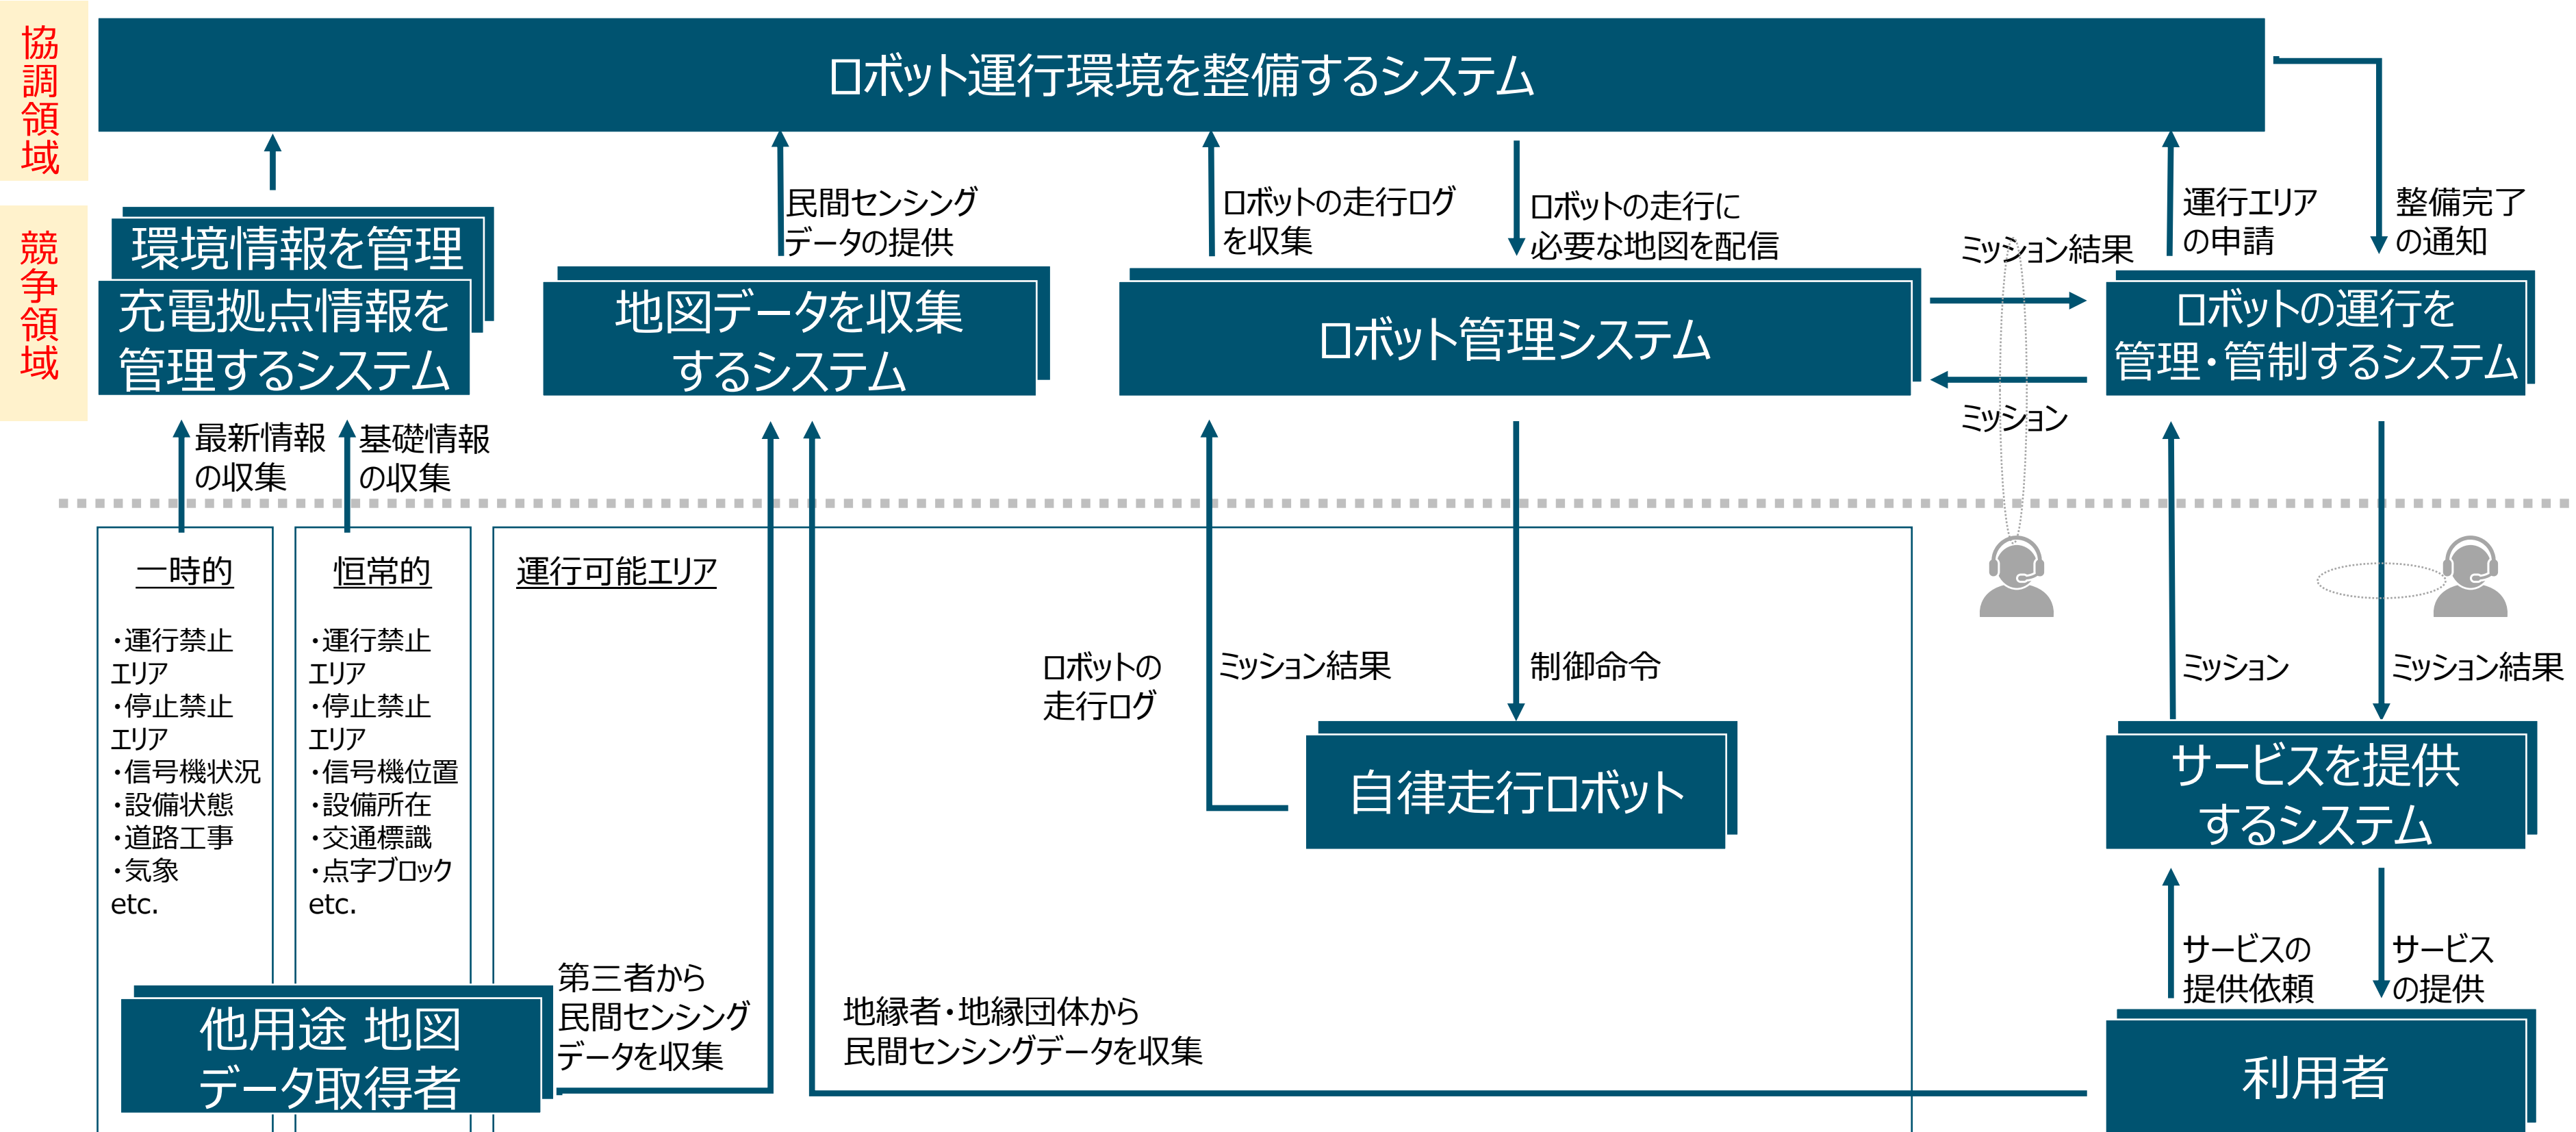 協調領域
ロボット運行環境を整備するシステム
競争領域
環境情報を管理
充電拠点情報を
管理するシステム
民間センシング
データの提供
地図データを収集
するシステム
ロボットの走行ログ
を収集
ロボットの走行に
必要な地図を配信
ロボット管理システム
ミッション結果
ミッション
運行エリア
の申請
整備完了
の通知
ロボットの運行を
管理・管制するシステム
最新情報
の収集
基礎情報
の収集
一時的
・運行禁止
エリア
・停止禁止
エリア
・信号機状況
・設備状態
・道路工事
・気象
etc.
恒常的
・運行禁止
エリア
・停止禁止
エリア
・信号機位置
・設備所在
・交通標識
・点字ブロック
etc.
運行可能エリア
ロボットの
走行ログ
ミッション結果
制御命令
自律走行ロボット
ミッション
ミッション結果
サービスを提供
するシステム
他用途 地図
データ取得者
第三者から
民間センシング
データを収集
地縁者・地縁団体から
民間センシングデータを収集
サービスの
提供依頼
サービス
の提供
利用者